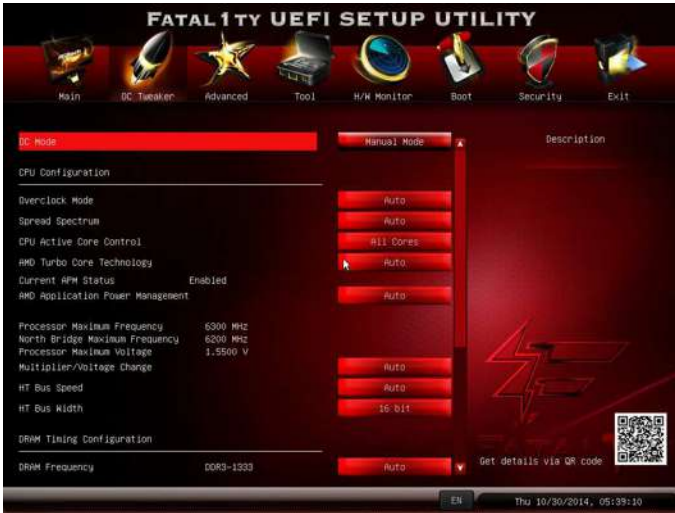 FATAL1TY UEFI SETUP UTILITY
Main OC Tweaker Advanced Tool H/W Monitor Boot Security Exit
OC Mode Manual Mode Description
CPU Configuration
Overclock Mode Auto
Spread Spectrum Auto
CPU Active Core Control All Cores
AMD Turbo Core Technology Auto
Current APM Status Enabled
AMD Application Power Management Auto
Processor Maximum Frequency 6300 MHz
North Bridge Maximum Frequency 6200 MHz
Processor Maximum Voltage 1.5500 V
Multiplier/Voltage Change Auto
HT Bus Speed Auto
HT Bus Width 16 bit
DRAM Timing Configuration
DRAM Frequency DDR3-1333 Auto
Get details via QR code
EN Thu 10/30/2014, 05:39:10